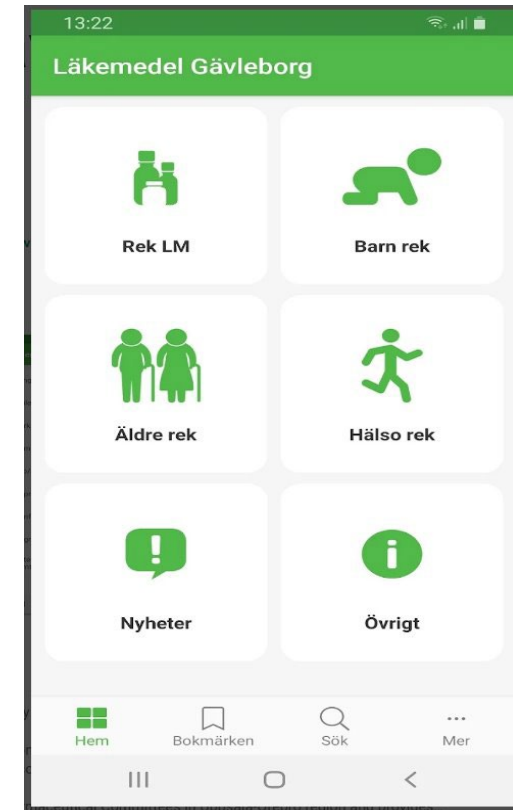 13:22
Läkemedel Gävleborg
Rek LM
Barn rek
Äldre rek
Hälso rek
Nyheter
Övrigt
Hem
Bokmärken
Sök
Mer